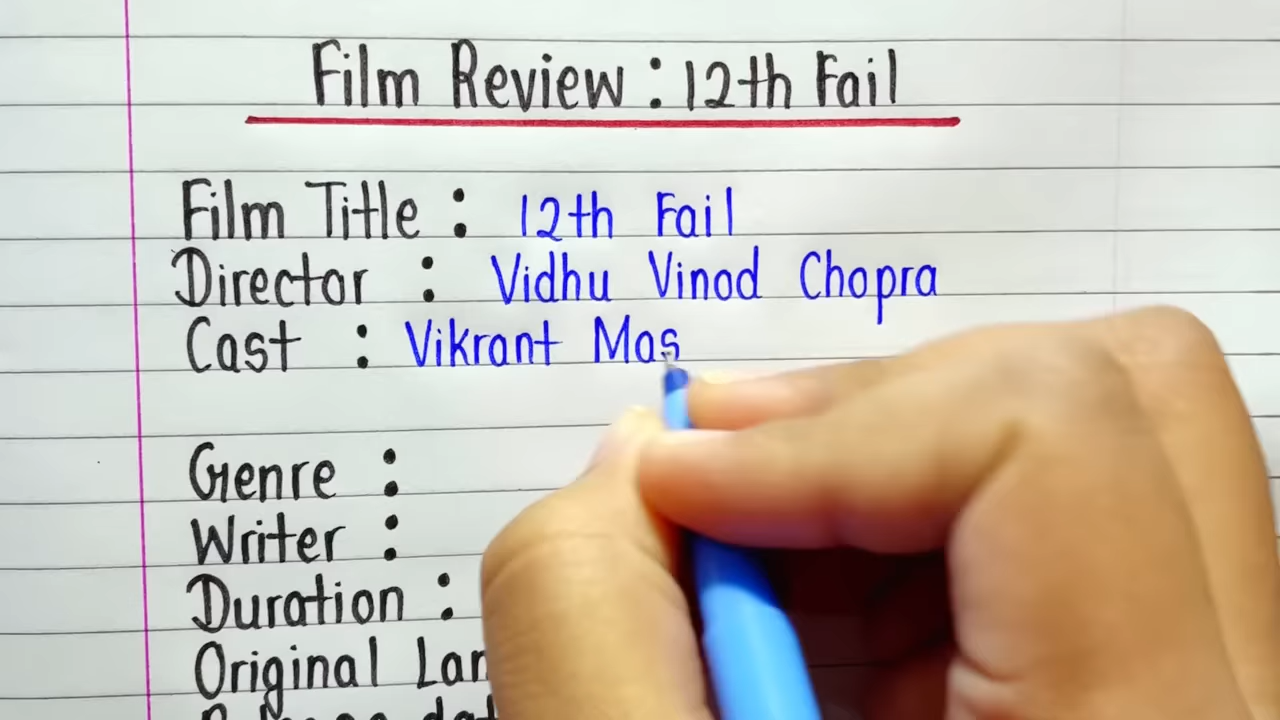 Film Review : 12th Fail
Film Title : 12th Fail
Director : Vidhu Vinod Chopra
Cast : Vikrant Mas
Genre :
Writer :
Duration :
Original Lan